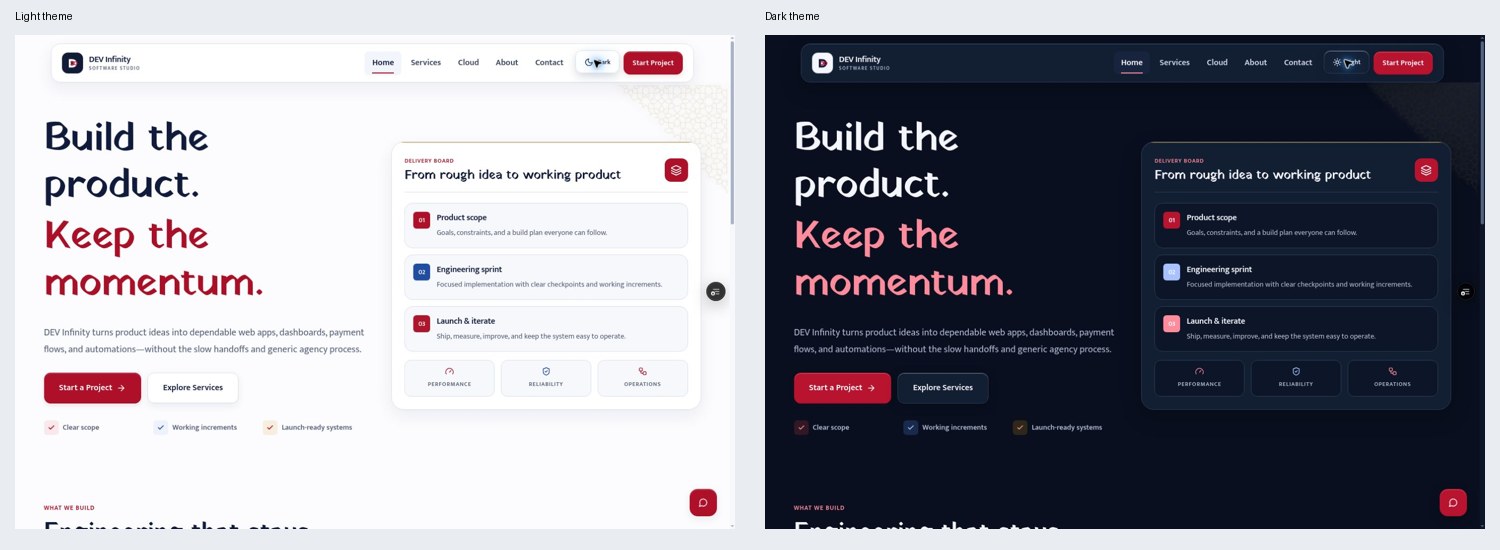 Light theme
DEV Infinity
SOFTWARE STUDIO
Home Services Cloud About Contact Start Project
Build the
product.
Keep the
momentum.
DEV Infinity turns product ideas into dependable web apps, dashboards, payment
flows, and automations—without the slow handoffs and generic agency process.
Start a Project → Explore Services
Clear scope Working increments Launch-ready systems
DELIVERY BOARD
From rough idea to working product
01 Product scope
Goals, constraints, and a build plan everyone can follow.
02 Engineering sprint
Focused implementation with clear checkpoints and working increments.
03 Launch & iterate
Ship, measure, improve, and keep the system easy to operate.
PERFORMANCE RELIABILITY OPERATIONS
WHAT WE BUILD
Engineering that stays
Dark theme
DEV Infinity
SOFTWARE STUDIO
Home Services Cloud About Contact Start Project
Build the
product.
Keep the
momentum.
DEV Infinity turns product ideas into dependable web apps, dashboards, payment
flows, and automations—without the slow handoffs and generic agency process.
Start a Project → Explore Services
Clear scope Working increments Launch-ready systems
DELIVERY BOARD
From rough idea to working product
01 Product scope
Goals, constraints, and a build plan everyone can follow.
02 Engineering sprint
Focused implementation with clear checkpoints and working increments.
03 Launch & iterate
Ship, measure, improve, and keep the system easy to operate.
PERFORMANCE RELIABILITY OPERATIONS
WHAT WE BUILD
Engineering that stays